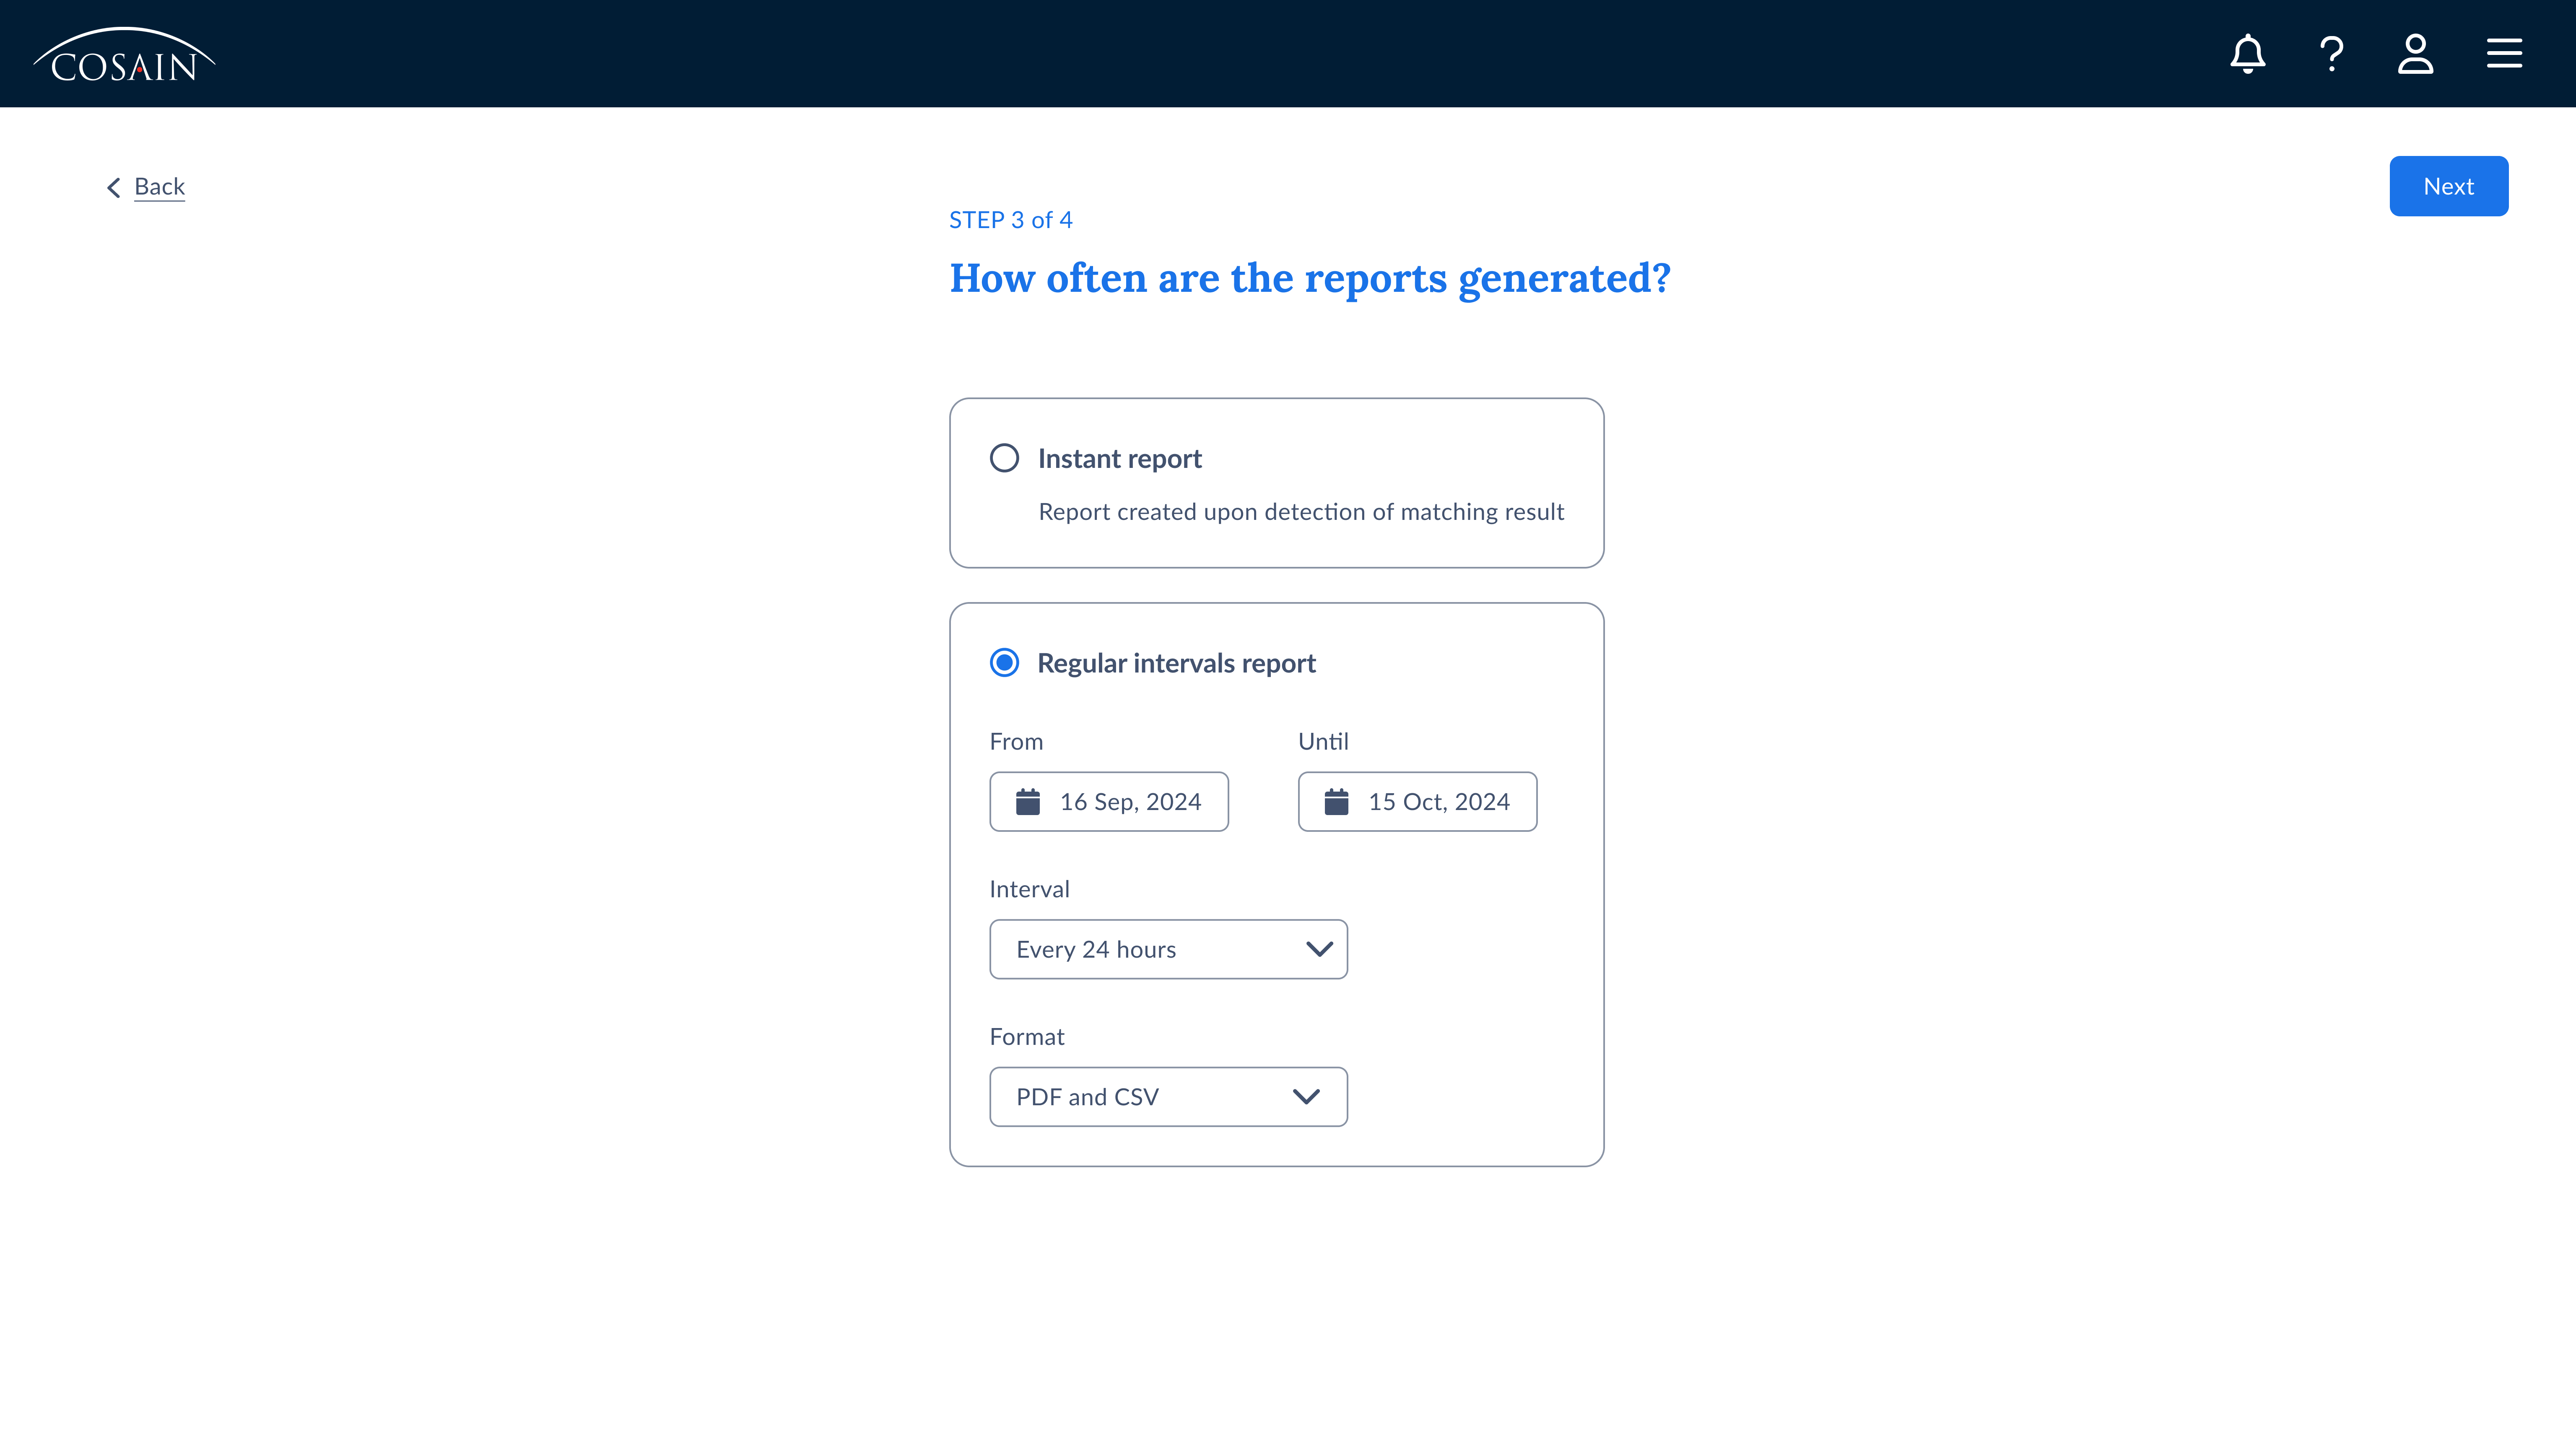 COSAIN
Back
Next
STEP 3 of 4
How often are the reports generated?
Instant report
Report created upon detection of matching result
Regular intervals report
From
Until
16 Sep, 2024
15 Oct, 2024
Interval
Every 24 hours
Format
PDF and CSV